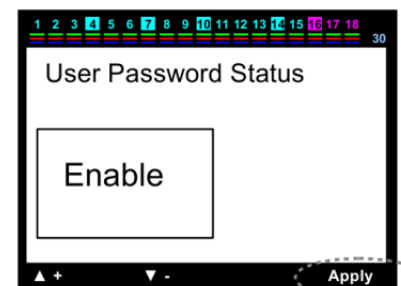 1 2 3 4 5 6 7 8 9 10 11 12 13 14 15 16 17 18
30
User Password Status
Enable
▲ + ▼ - Apply